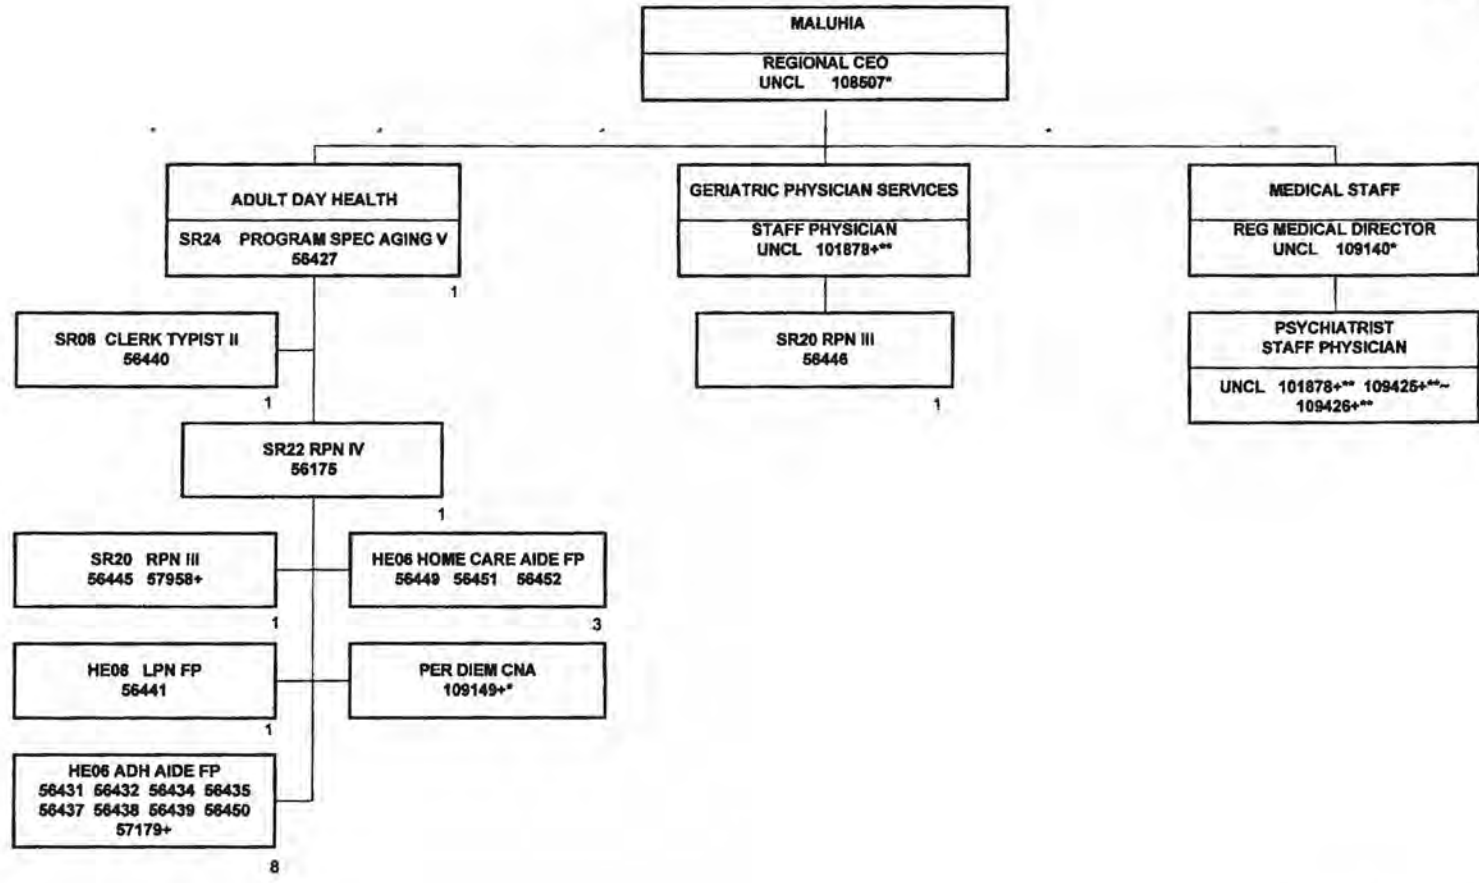 MALUHIA
REGIONAL CEO
UNCL 108507*
ADULT DAY HEALTH
SR24 PROGRAM SPEC AGING V
56427
1
GERIATRIC PHYSICIAN SERVICES
STAFF PHYSICIAN
UNCL 101878+**
MEDICAL STAFF
REG MEDICAL DIRECTOR
UNCL 109140*
SR08 CLERK TYPIST II
56440
1
SR20 RPN III
56446
1
PSYCHIATRIST
STAFF PHYSICIAN
UNCL 101878+** 109425+**~
109426+**
SR22 RPN IV
56175
1
SR20 RPN III
56445 57958+
1
HE06 HOME CARE AIDE FP
56449 56451 56452
3
HE08 LPN FP
56441
1
PER DIEM CNA
109149+*
HE06 ADH AIDE FP
56431 56432 56434 56435
56437 56438 56439 56450
57179+
8